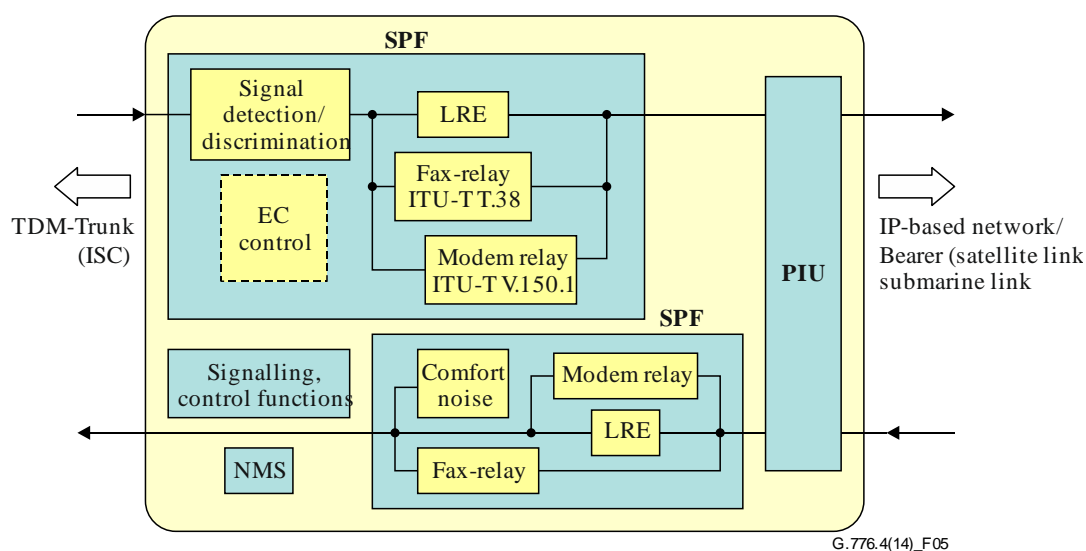 SPF
Signal
detection/
discrimination
LRE
Fax-relay
ITU-T T.38
EC
control
Modem relay
ITU-T V.150.1
TDM-Trunk
(ISC)
PIU
IP-based network/
Bearer (satellite link
submarine link
SPF
Signalling,
control functions
Comfort
noise
Modem relay
LRE
NMS
Fax-relay
G.776.4(14)_F05